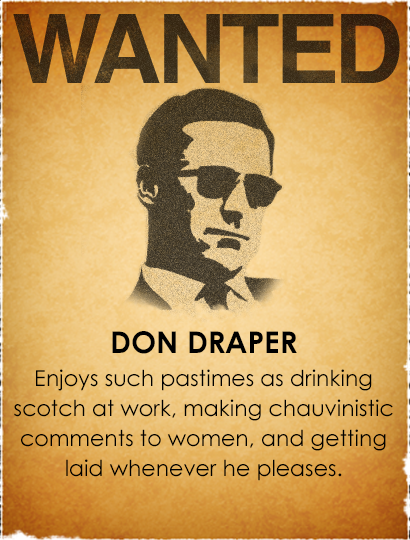 WANTED
DON DRAPER
Enjoys such pastimes as drinking
scotch at work, making chauvinistic
comments to women, and getting
laid whenever he pleases.